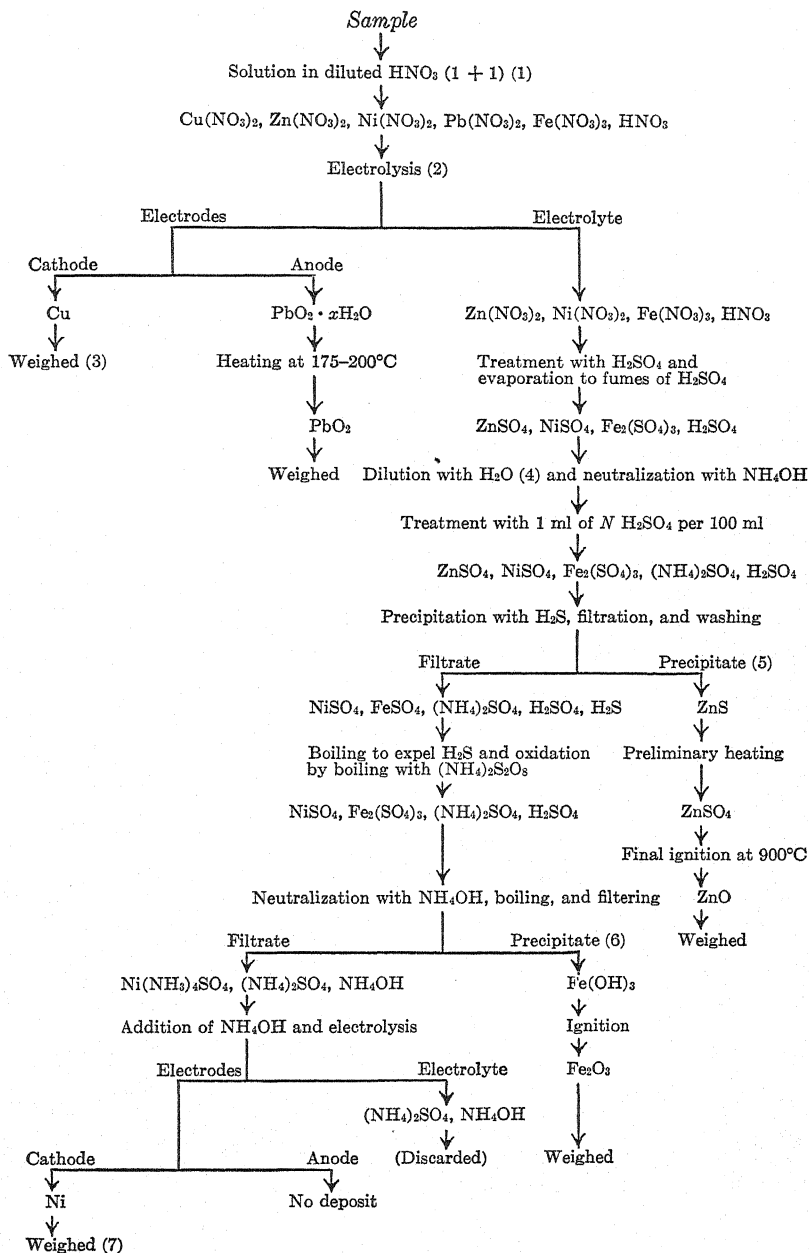 Sample
Solution in diluted HNO₃ (1 + 1) (1)
Cu(NO₃)₂, Zn(NO₃)₂, Ni(NO₃)₂, Pb(NO₃)₂, Fe(NO₃)₃, HNO₃
Electrolysis (2)
Electrodes
Electrolyte
Cathode
Anode
Cu
PbO₂ · xH₂O
Zn(NO₃)₂, Ni(NO₃)₂, Fe(NO₃)₃, HNO₃
Weighed (3)
Heating at 175–200°C
Treatment with H₂SO₄ and
evaporation to fumes of H₂SO₄
PbO₂
ZnSO₄, NiSO₄, Fe₂(SO₄)₃, H₂SO₄
Weighed
Dilution with H₂O (4) and neutralization with NH₄OH
Treatment with 1 ml of N H₂SO₄ per 100 ml
ZnSO₄, NiSO₄, Fe₂(SO₄)₃, (NH₄)₂SO₄, H₂SO₄
Precipitation with H₂S, filtration, and washing
Filtrate
Precipitate (5)
NiSO₄, FeSO₄, (NH₄)₂SO₄, H₂SO₄, H₂S
ZnS
Boiling to expel H₂S and oxidation
by boiling with (NH₄)₂S₂O₈
Preliminary heating
NiSO₄, Fe₂(SO₄)₃, (NH₄)₂SO₄, H₂SO₄
ZnSO₄
Final ignition at 900°C
Neutralization with NH₄OH, boiling, and filtering
ZnO
Weighed
Filtrate
Precipitate (6)
Ni(NH₃)₄SO₄, (NH₄)₂SO₄, NH₄OH
Fe(OH)₃
Addition of NH₄OH and electrolysis
Ignition
Electrodes
Electrolyte
Fe₂O₃
(NH₄)₂SO₄, NH₄OH
Cathode
Anode
(Discarded)
Weighed
Ni
No deposit
Weighed (7)